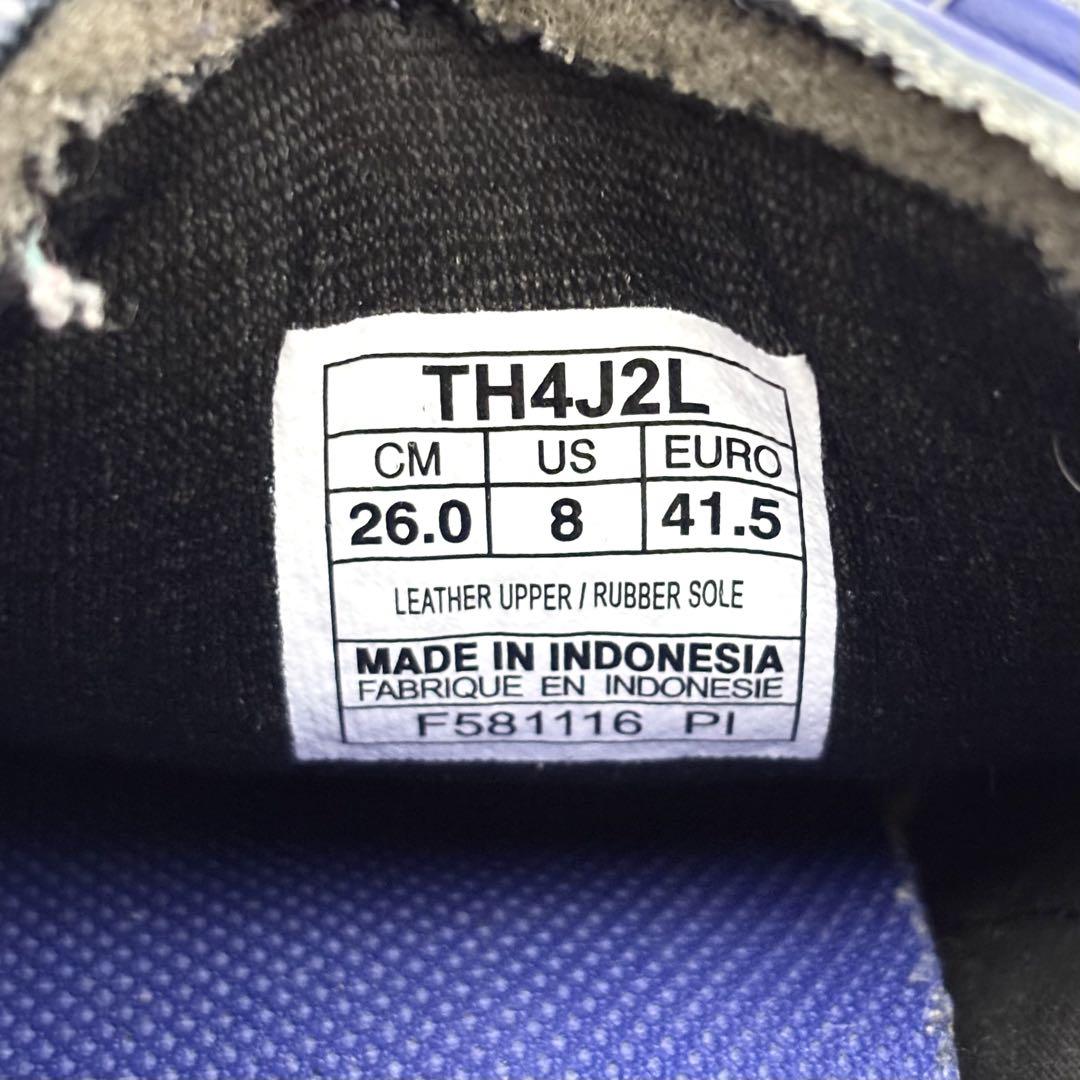 TH4J2L
CM US EURO
26.0 8 41.5
LEATHER UPPER / RUBBER SOLE
MADE IN INDONESIA
FABRIQUE EN INDONESIE
F581116 PI